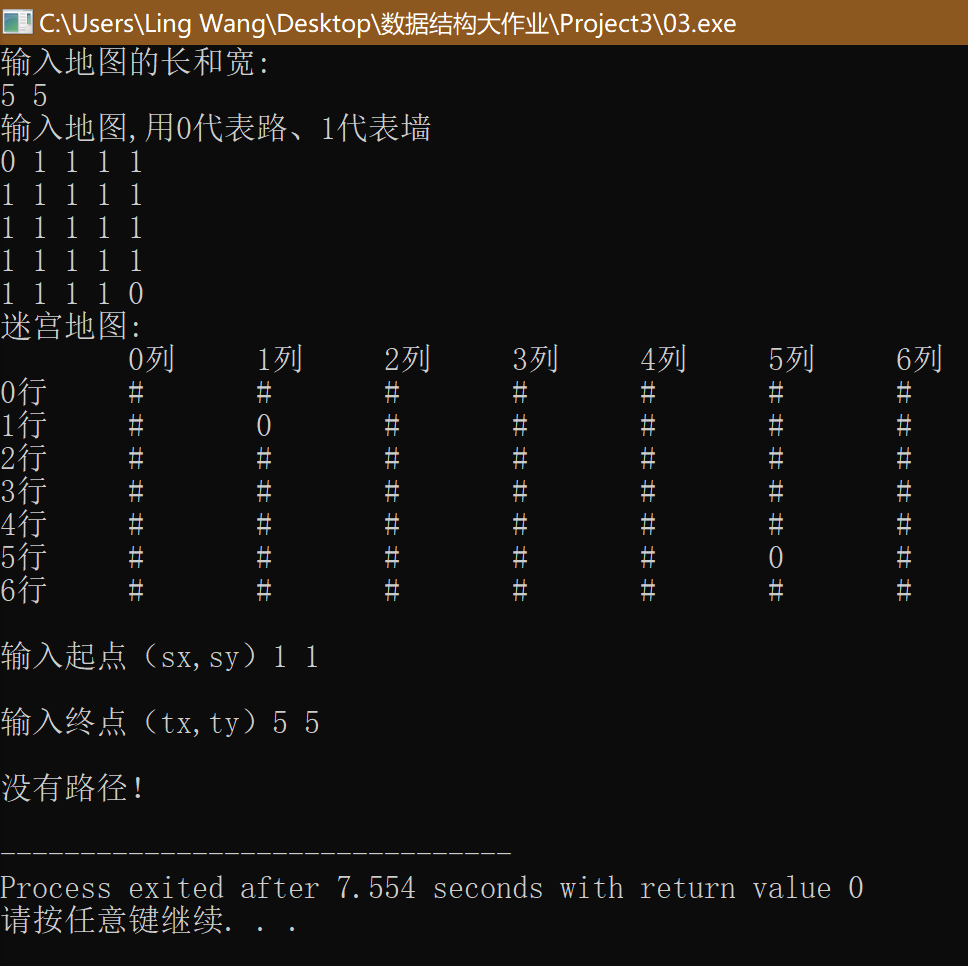 C:\Users\Ling Wang\Desktop\数据结构大作业\Project3\03.exe
输入地图的长和宽:
5 5
输入地图,用0代表路、1代表墙
0 1 1 1 1
1 1 1 1 1
1 1 1 1 1
1 1 1 1 1
1 1 1 1 0
迷宫地图:
0列 1列 2列 3列 4列 5列 6列
0行 # # # # # # #
1行 # 0 # # # # #
2行 # # # # # # #
3行 # # # # # # #
4行 # # # # # # #
5行 # # # # # 0 #
6行 # # # # # # #
输入起点（sx,sy）1 1
输入终点（tx,ty）5 5
没有路径!
--------------------------------
Process exited after 7.554 seconds with return value 0
请按任意键继续. . .